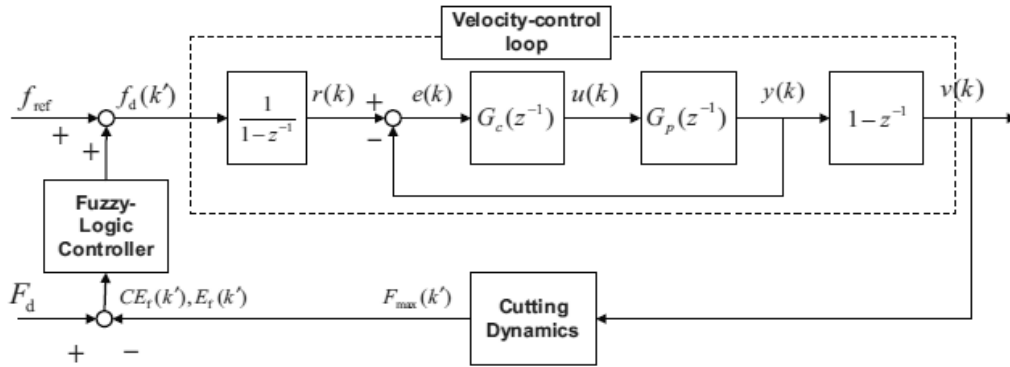 Velocity-control
loop
f_ref
+
+
f_d(k′)
1
1−z⁻¹
r(k)
+
−
e(k)
G_c(z⁻¹)
u(k)
G_p(z⁻¹)
y(k)
1−z⁻¹
v(k)
Fuzzy-
Logic
Controller
F_d
+
−
CE_f(k′), E_f(k′)
F_max(k′)
Cutting
Dynamics